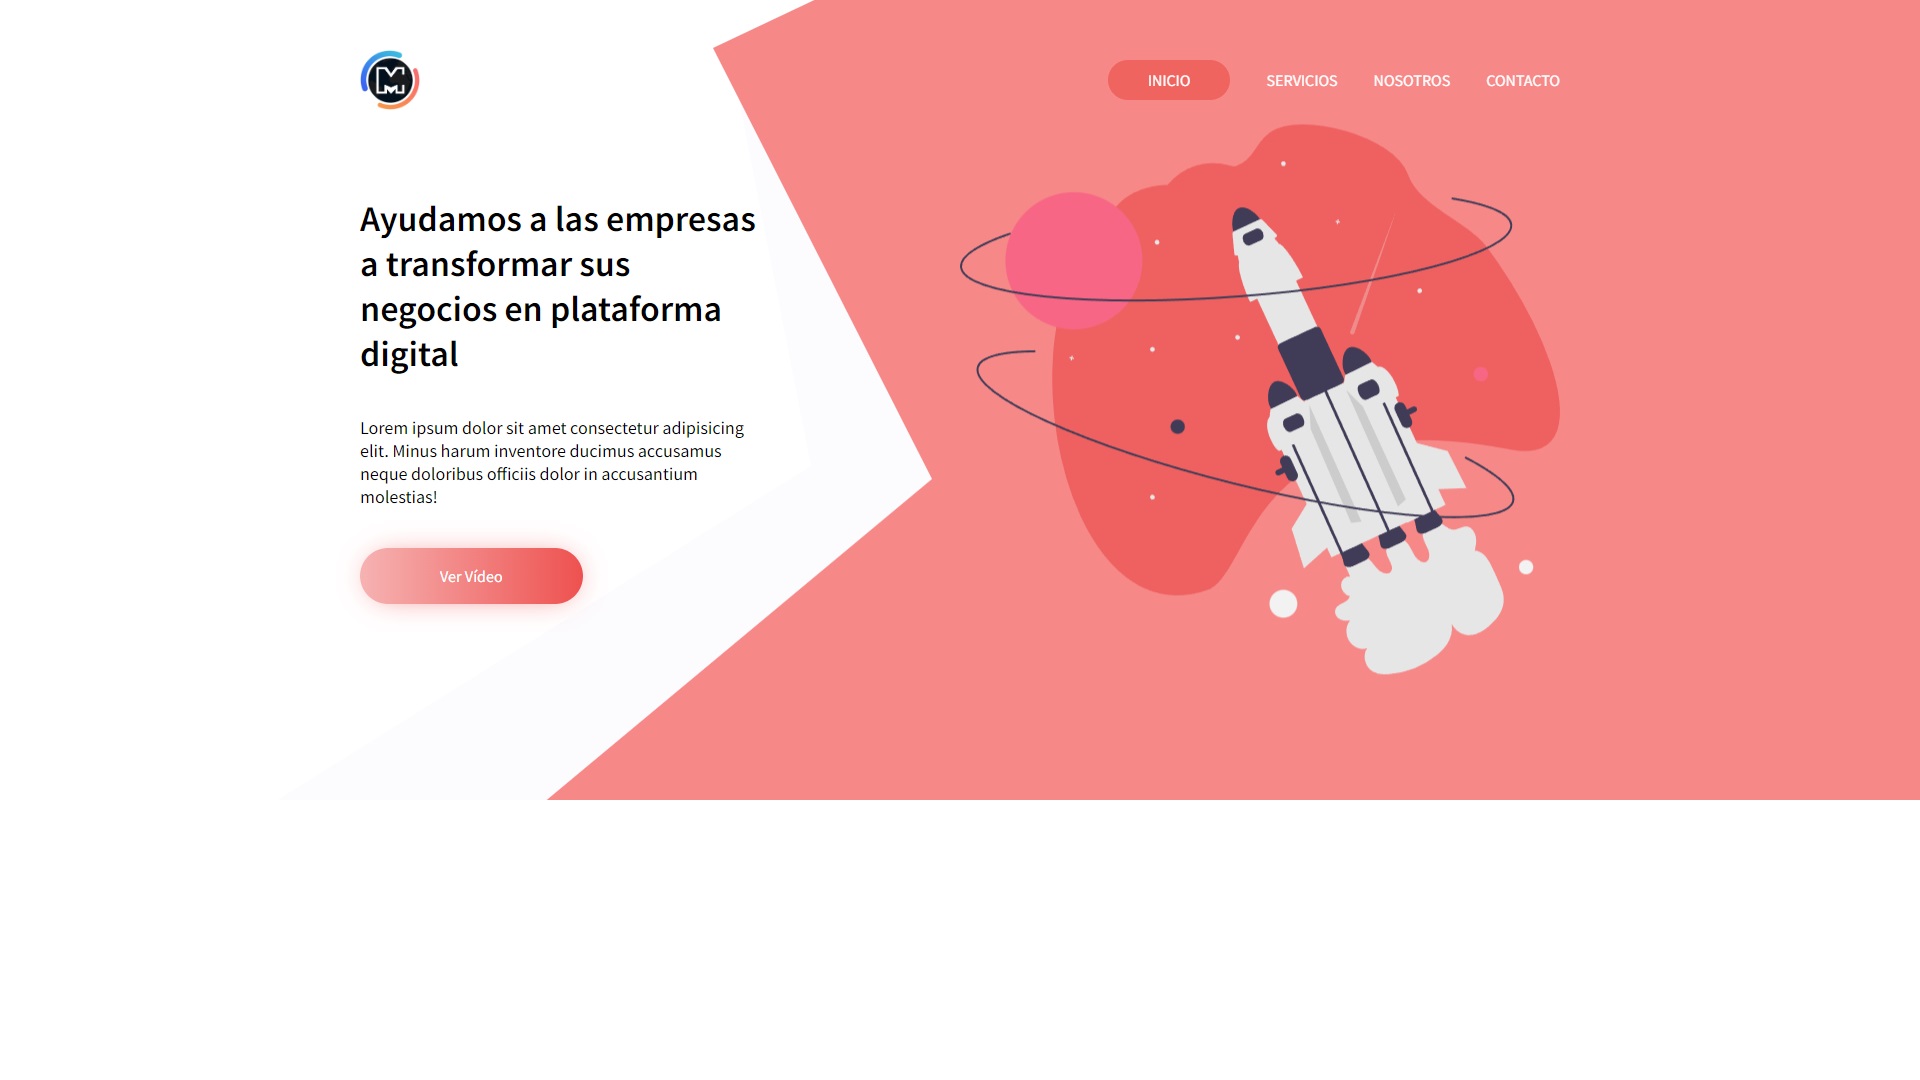 INICIO SERVICIOS NOSOTROS CONTACTO
Ayudamos a las empresas
a transformar sus
negocios en plataforma
digital
Lorem ipsum dolor sit amet consectetur adipisicing
elit. Minus harum inventore ducimus accusamus
neque doloribus officiis dolor in accusantium
molestias!
Ver Vídeo